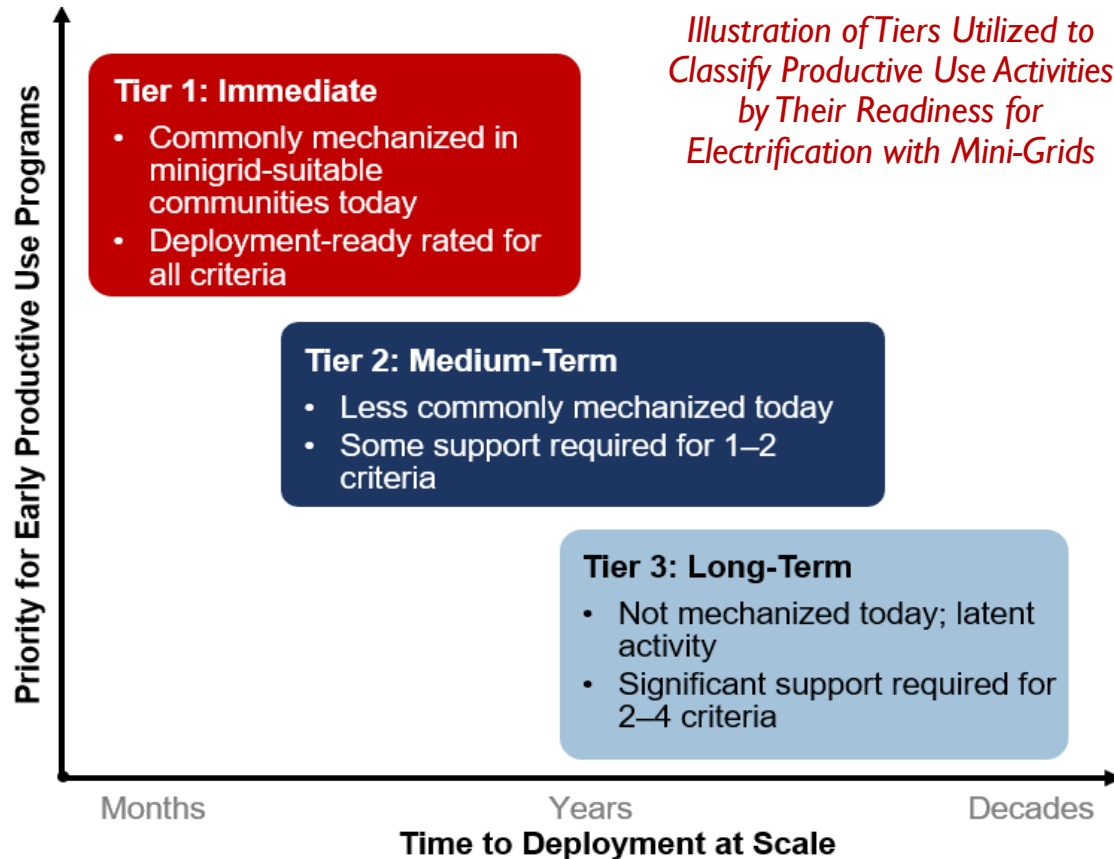 Illustration of Tiers Utilized to
Classify Productive Use Activities
by Their Readiness for
Electrification with Mini-Grids
Priority for Early Productive Use Programs
Tier 1: Immediate
• Commonly mechanized in
minigrid-suitable
communities today
• Deployment-ready rated for
all criteria
Tier 2: Medium-Term
• Less commonly mechanized today
• Some support required for 1–2
criteria
Tier 3: Long-Term
• Not mechanized today; latent
activity
• Significant support required for
2–4 criteria
Months
Years
Decades
Time to Deployment at Scale